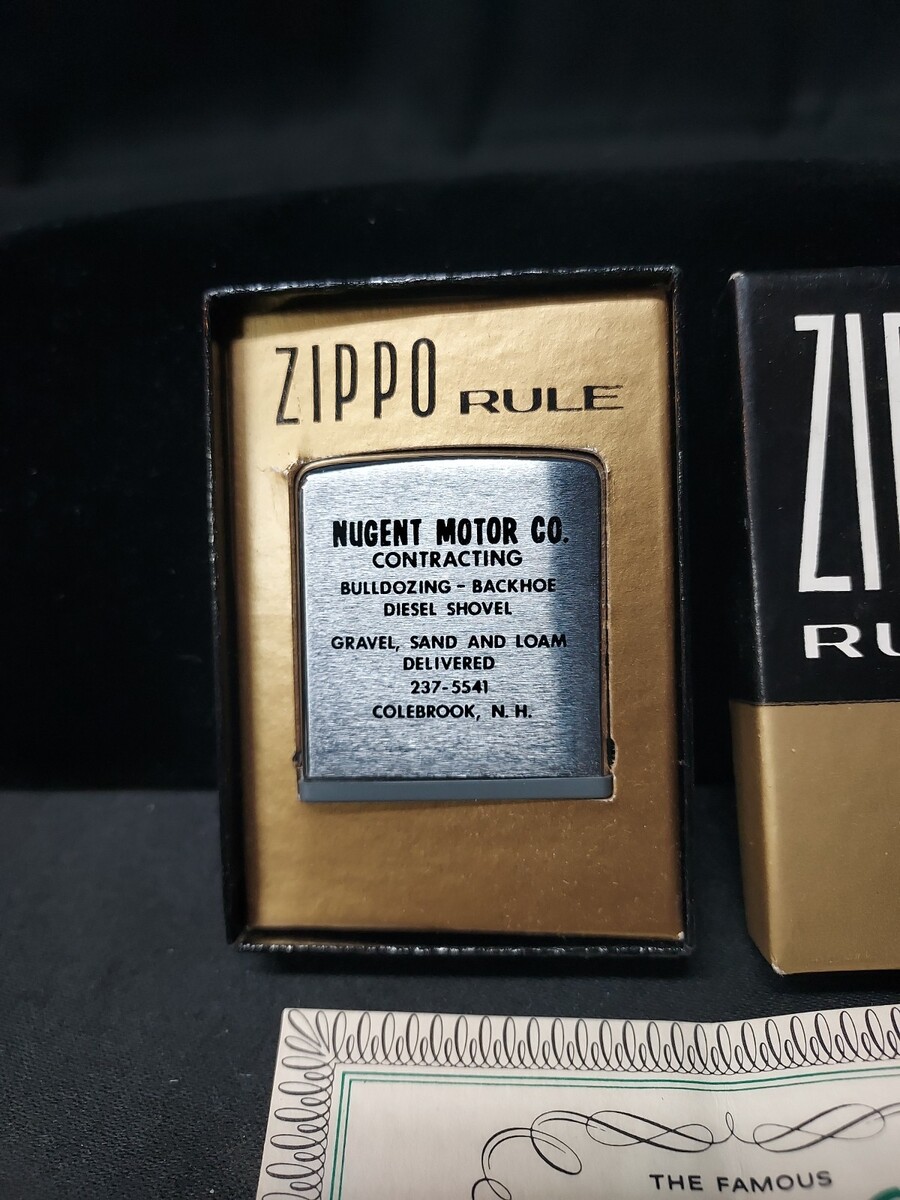 ZIPPO RULE
NUGENT MOTOR CO.
CONTRACTING
BULLDOZING - BACKHOE
DIESEL SHOVEL
GRAVEL, SAND AND LOAM
DELIVERED
237-5541
COLEBROOK, N. H.
THE FAMOUS